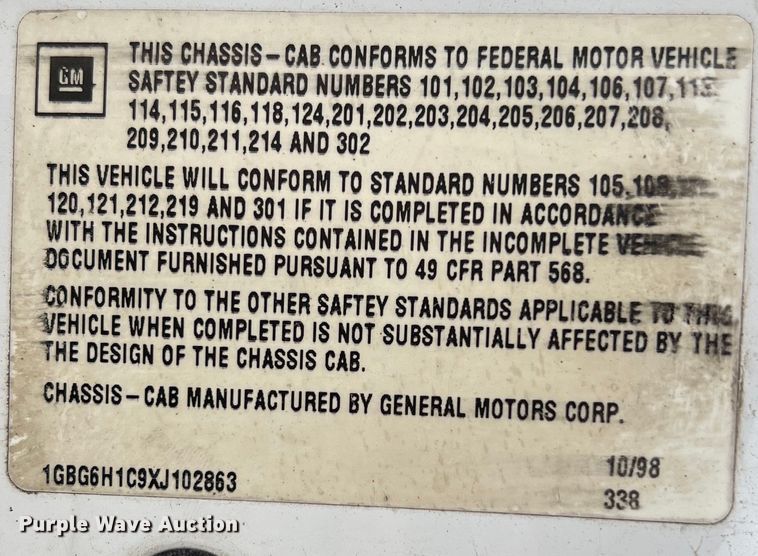 GM
THIS CHASSIS-CAB CONFORMS TO FEDERAL MOTOR VEHICLE
SAFTEY STANDARD NUMBERS 101,102,103,104,106,107,113
114,115,116,118,124,201,202,203,204,205,206,207,208,
209,210,211,214 AND 302
THIS VEHICLE WILL CONFORM TO STANDARD NUMBERS 105,108,
120,121,212,219 AND 301 IF IT IS COMPLETED IN ACCORDANCE
WITH THE INSTRUCTIONS CONTAINED IN THE INCOMPLETE VEHICLE
DOCUMENT FURNISHED PURSUANT TO 49 CFR PART 568.
CONFORMITY TO THE OTHER SAFTEY STANDARDS APPLICABLE TO THIS
VEHICLE WHEN COMPLETED IS NOT SUBSTANTIALLY AFFECTED BY THE
THE DESIGN OF THE CHASSIS CAB.
CHASSIS-CAB MANUFACTURED BY GENERAL MOTORS CORP.
1GBG6H1C9XJ102863
10/98
338
Purple Wave Auction